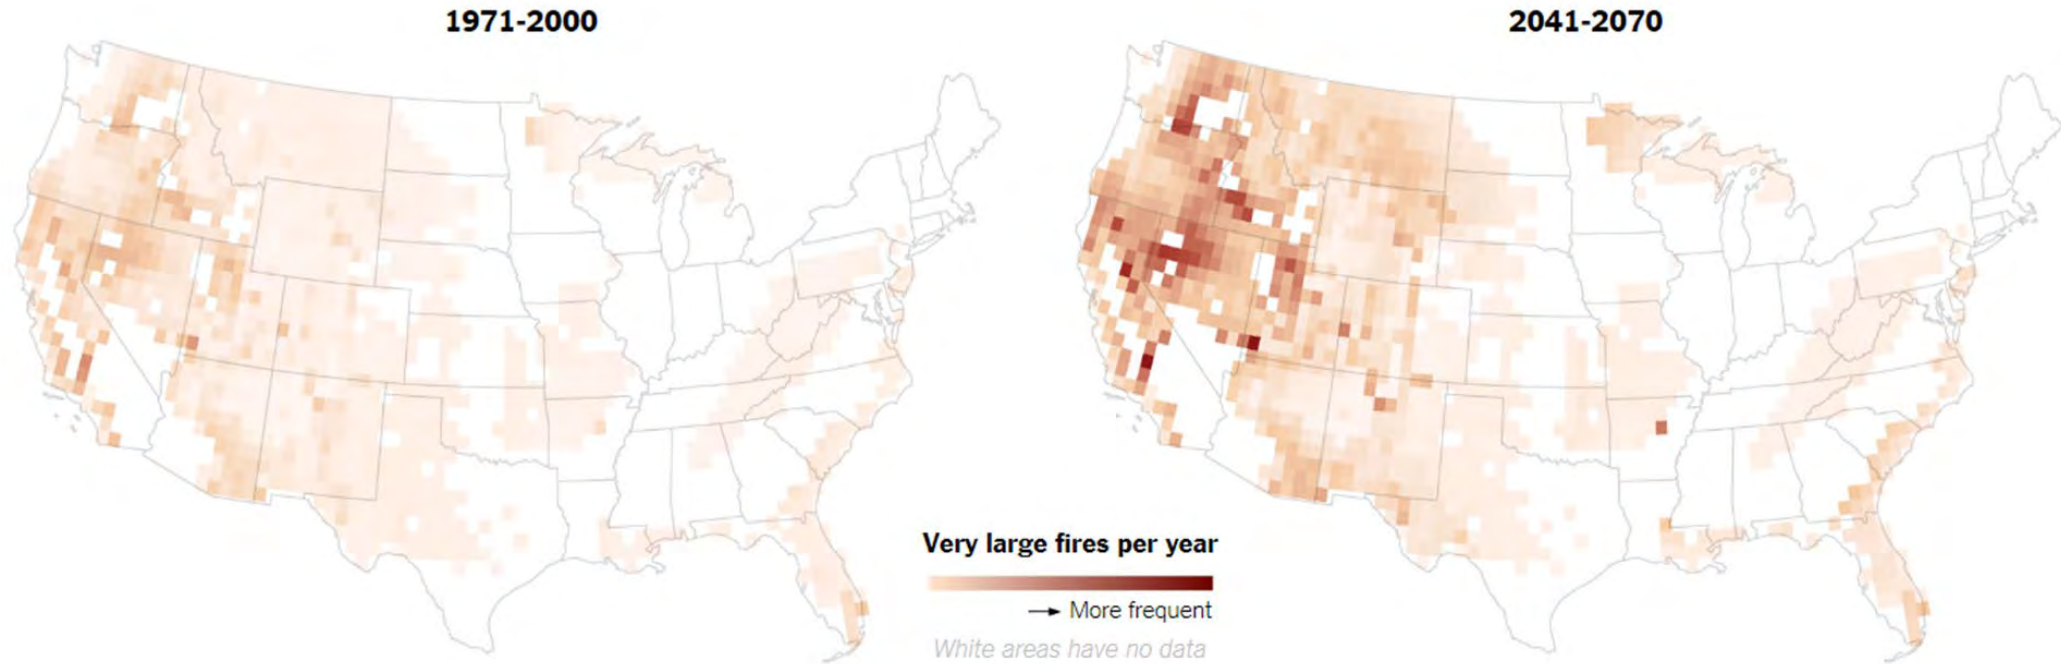 1971-2000
2041-2070
Very large fires per year
More frequent
White areas have no data